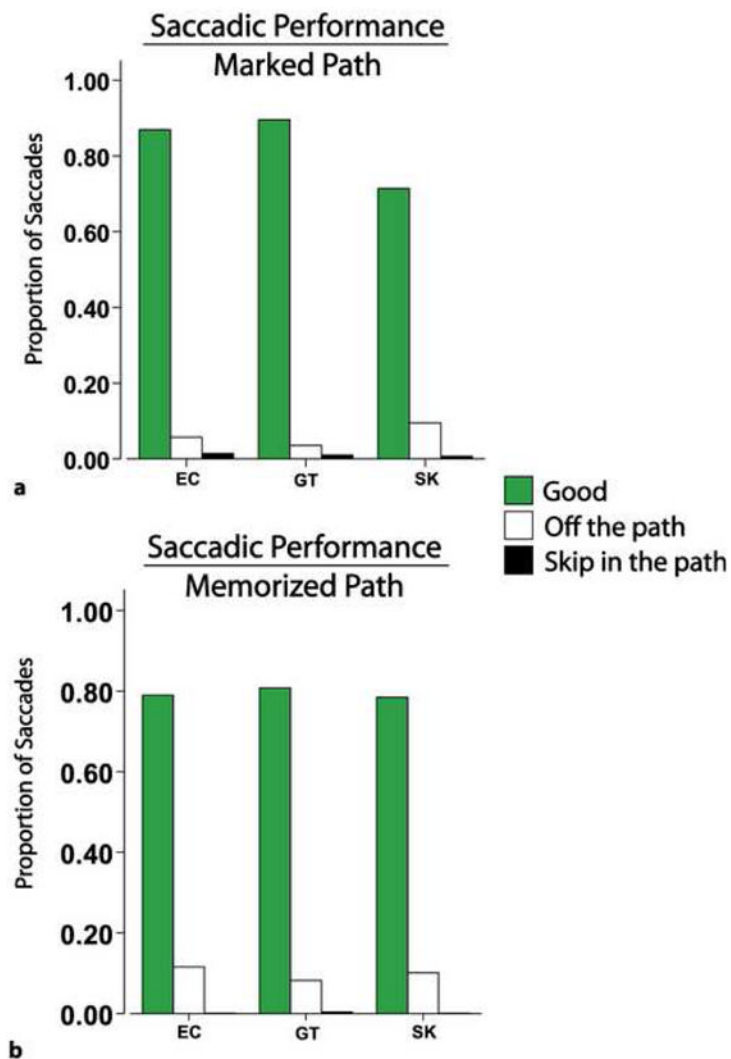 Saccadic Performance
Marked Path
Proportion of Saccades
1.00
0.80
0.60
0.40
0.20
0.00
EC GT SK
a
Good
Off the path
Skip in the path
Saccadic Performance
Memorized Path
Proportion of Saccades
1.00
0.80
0.60
0.40
0.20
0.00
EC GT SK
b